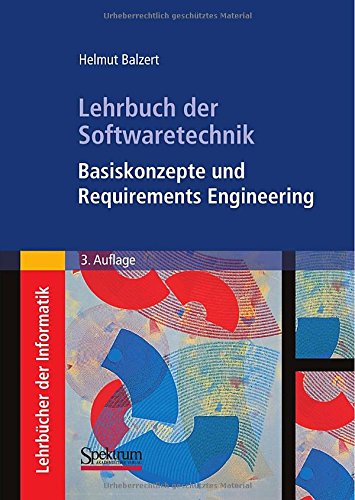 Urheberrechtlich geschütztes Material
Helmut Balzert
Lehrbuch der
Softwaretechnik
Basiskonzepte und
Requirements Engineering
3. Auflage
Lehrbücher der Informatik
Spektrum
AKADEMISCHER VERLAG
Urheberrechtlich geschütztes Material